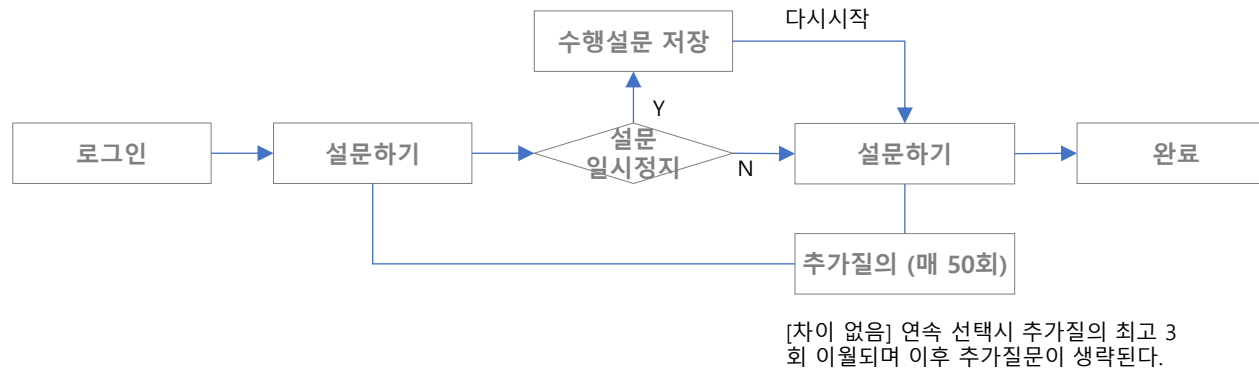 다시시작
수행설문 저장
Y
로그인
설문하기
설문
일시정지
N
설문하기
완료
추가질의 (매 50회)
[차이 없음] 연속 선택시 추가질의 최고 3
회 이월되며 이후 추가질문이 생략된다.